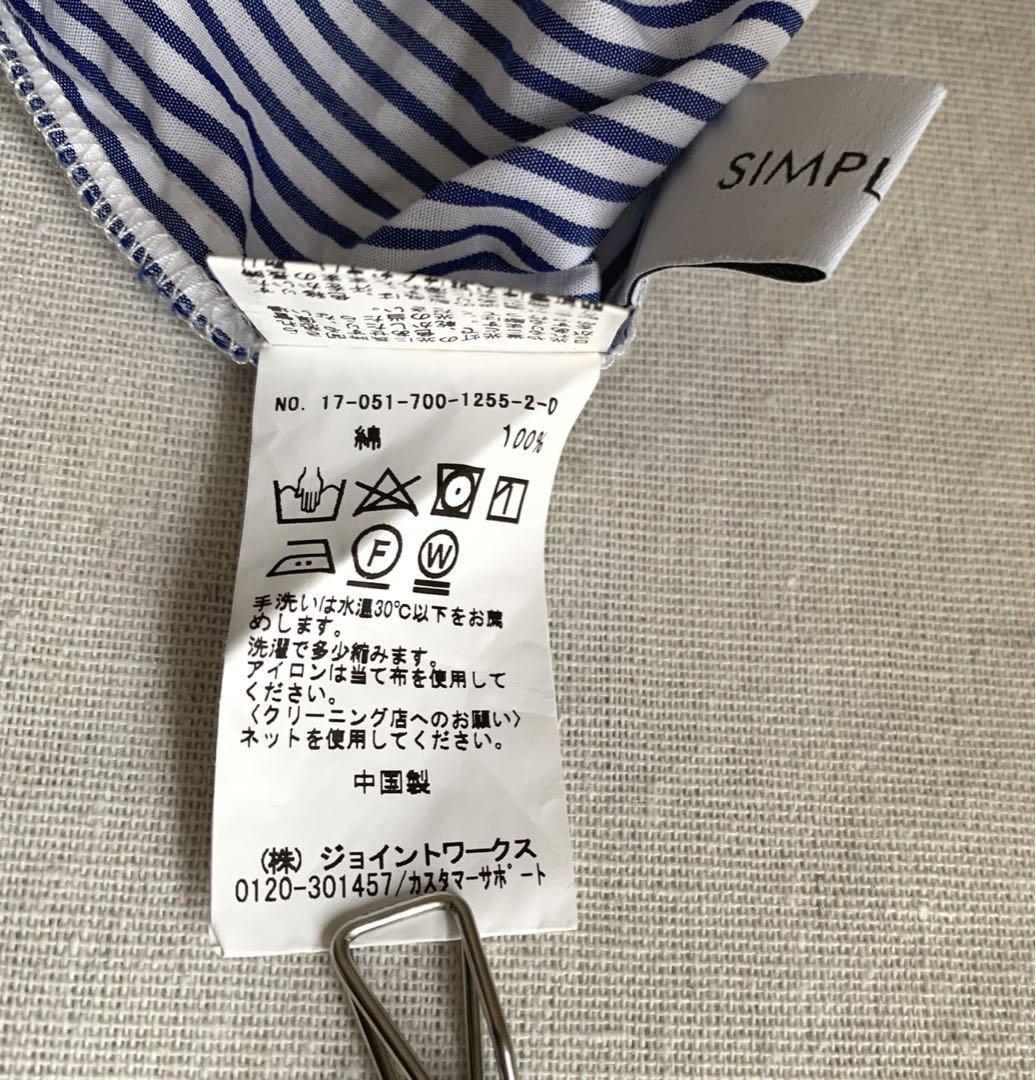 SIMPL
NO. 17-051-700-1255-2-0
綿 100%
F W
手洗いは水温30℃以下をお薦
めします。
洗濯で多少縮みます。
アイロンは当て布を使用して
ください。
〈クリーニング店へのお願い〉
ネットを使用してください。
中国製
(株) ジョイントワークス
0120-301457/カスタマーサポート